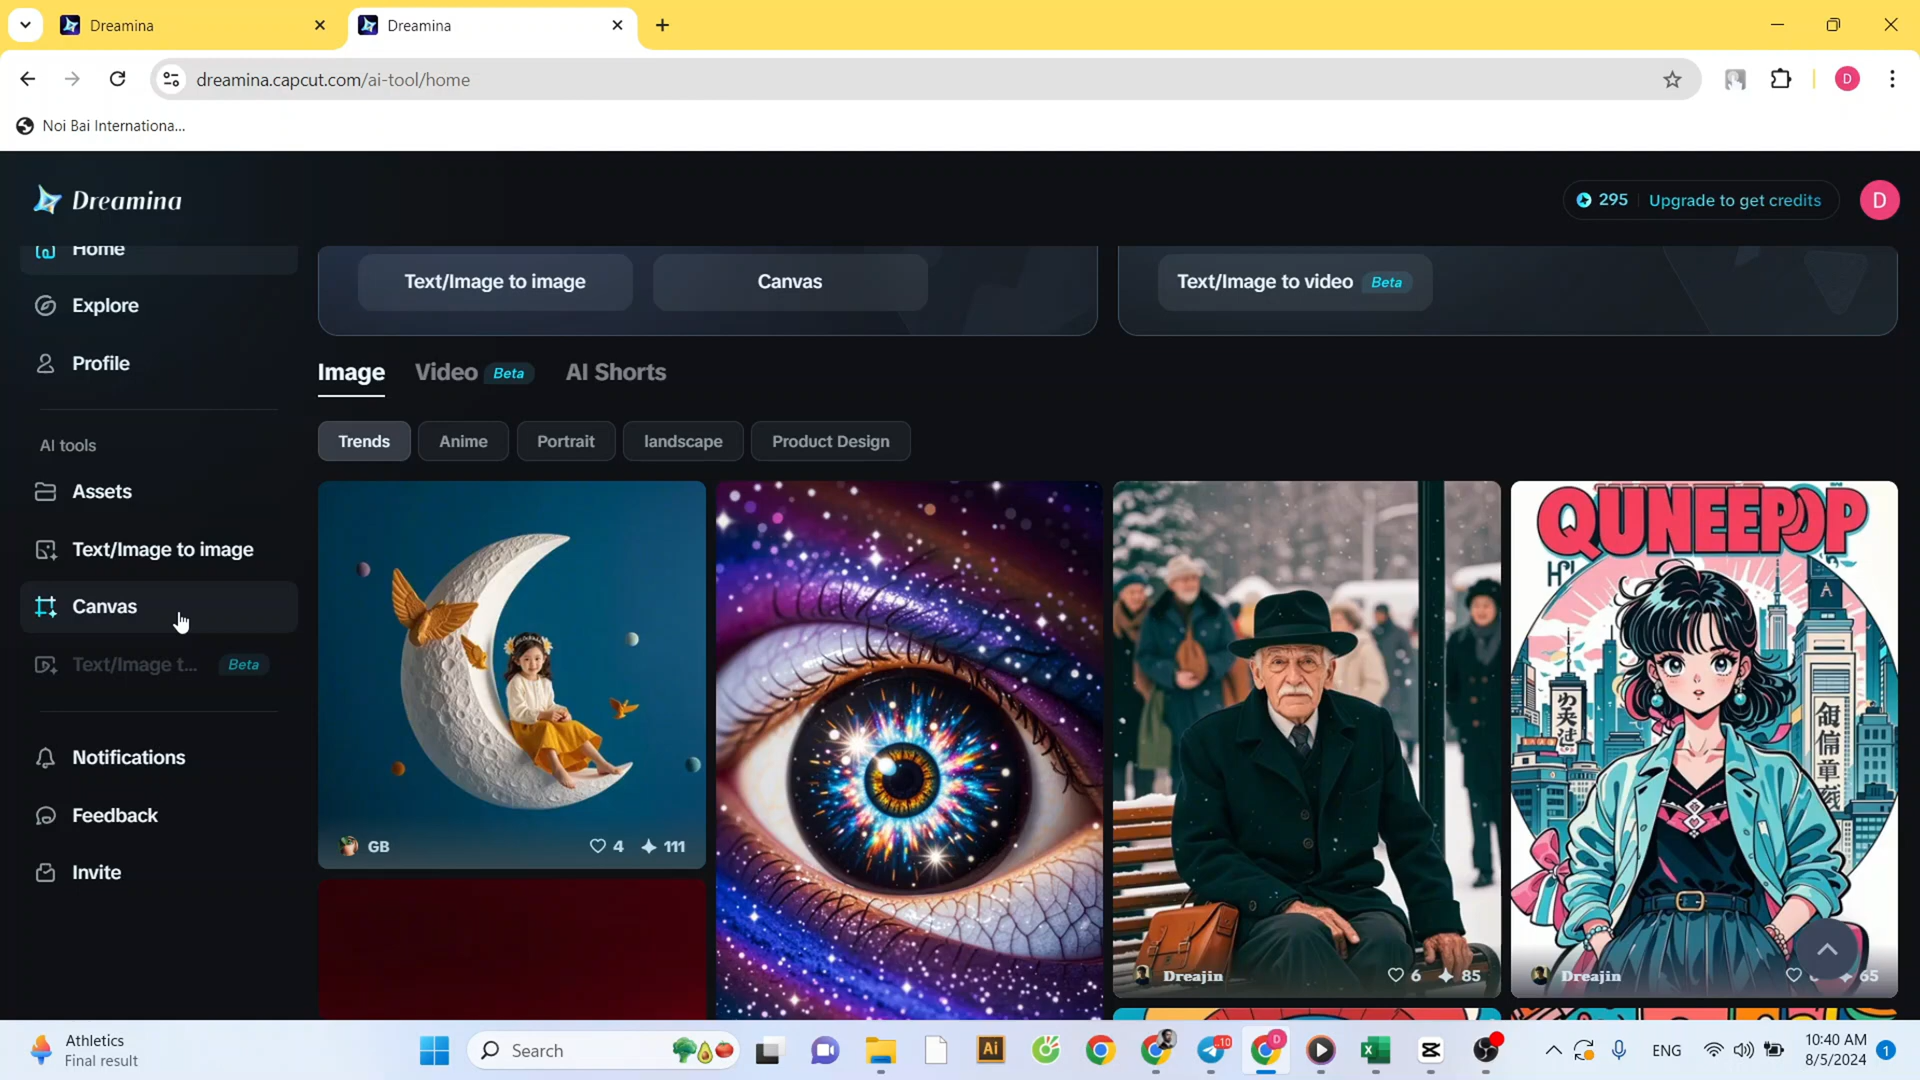 Dreamina
Dreamina
dreamina.capcut.com/ai-tool/home
D
Noi Bai Internationa...
Dreamina
295
Upgrade to get credits
D
Home
Explore
Profile
AI tools
Assets
Text/Image to image
Canvas
Text/Image t...
Beta
Notifications
Feedback
Invite
Text/Image to image
Canvas
Text/Image to video
Beta
Image
Video
Beta
AI Shorts
Trends
Anime
Portrait
landscape
Product Design
QUNEEPOP
GB
4
111
Dreajin
6
85
Dreajin
65
Athletics
Final result
Search
Ai
10
D
ENG
10:40 AM
8/5/2024
1